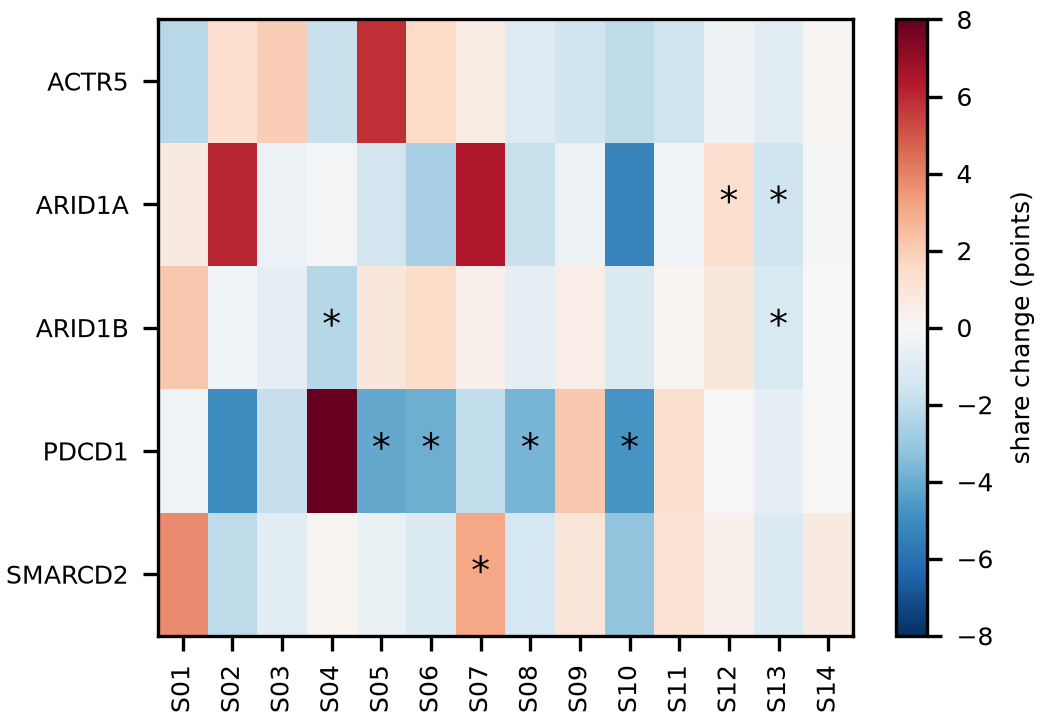 ACTR5
ARID1A
* *
ARID1B
* *
PDCD1
* * * *
SMARCD2
*
S01 S02 S03 S04 S05 S06 S07 S08 S09 S10 S11 S12 S13 S14
8
6
4
2
0
−2
−4
−6
−8
share change (points)